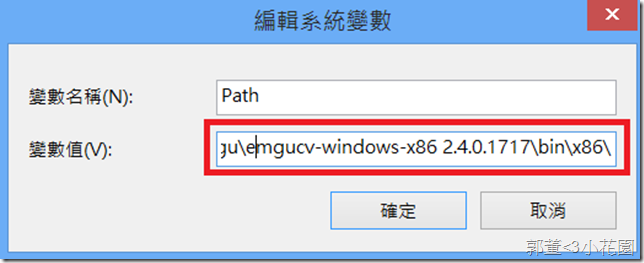 編輯系統變數
變數名稱(N):
Path
變數值(V):
gu\emgucv-windows-x86 2.4.0.1717\bin\x86\
確定
取消
郭董<3小花園